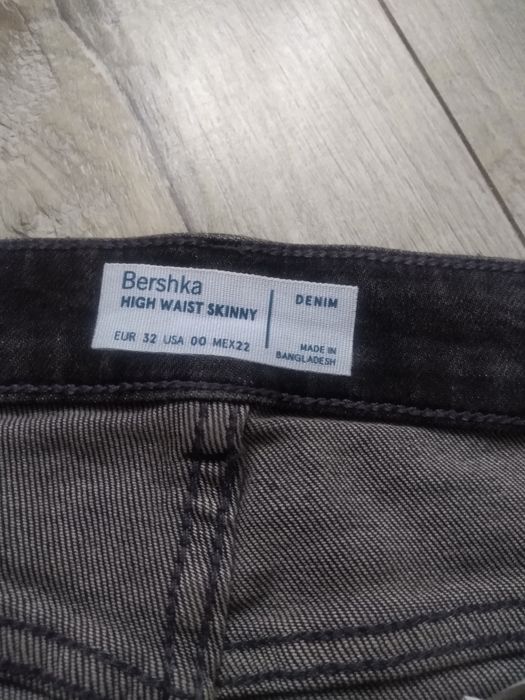 Bershka
HIGH WAIST SKINNY
EUR 32 USA 00 MEX22
DENIM
MADE IN
BANGLADESH